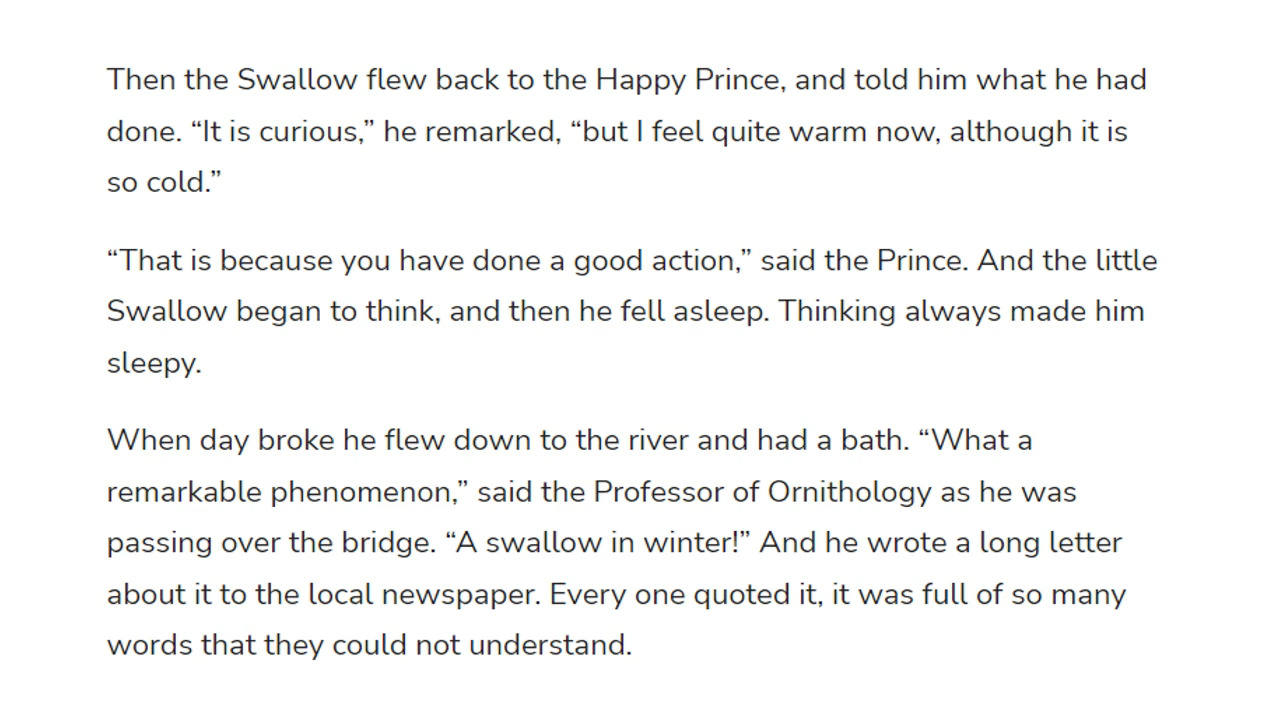 Then the Swallow flew back to the Happy Prince, and told him what he had
done. “It is curious,” he remarked, “but I feel quite warm now, although it is
so cold.”
“That is because you have done a good action,” said the Prince. And the little
Swallow began to think, and then he fell asleep. Thinking always made him
sleepy.
When day broke he flew down to the river and had a bath. “What a
remarkable phenomenon,” said the Professor of Ornithology as he was
passing over the bridge. “A swallow in winter!” And he wrote a long letter
about it to the local newspaper. Every one quoted it, it was full of so many
words that they could not understand.